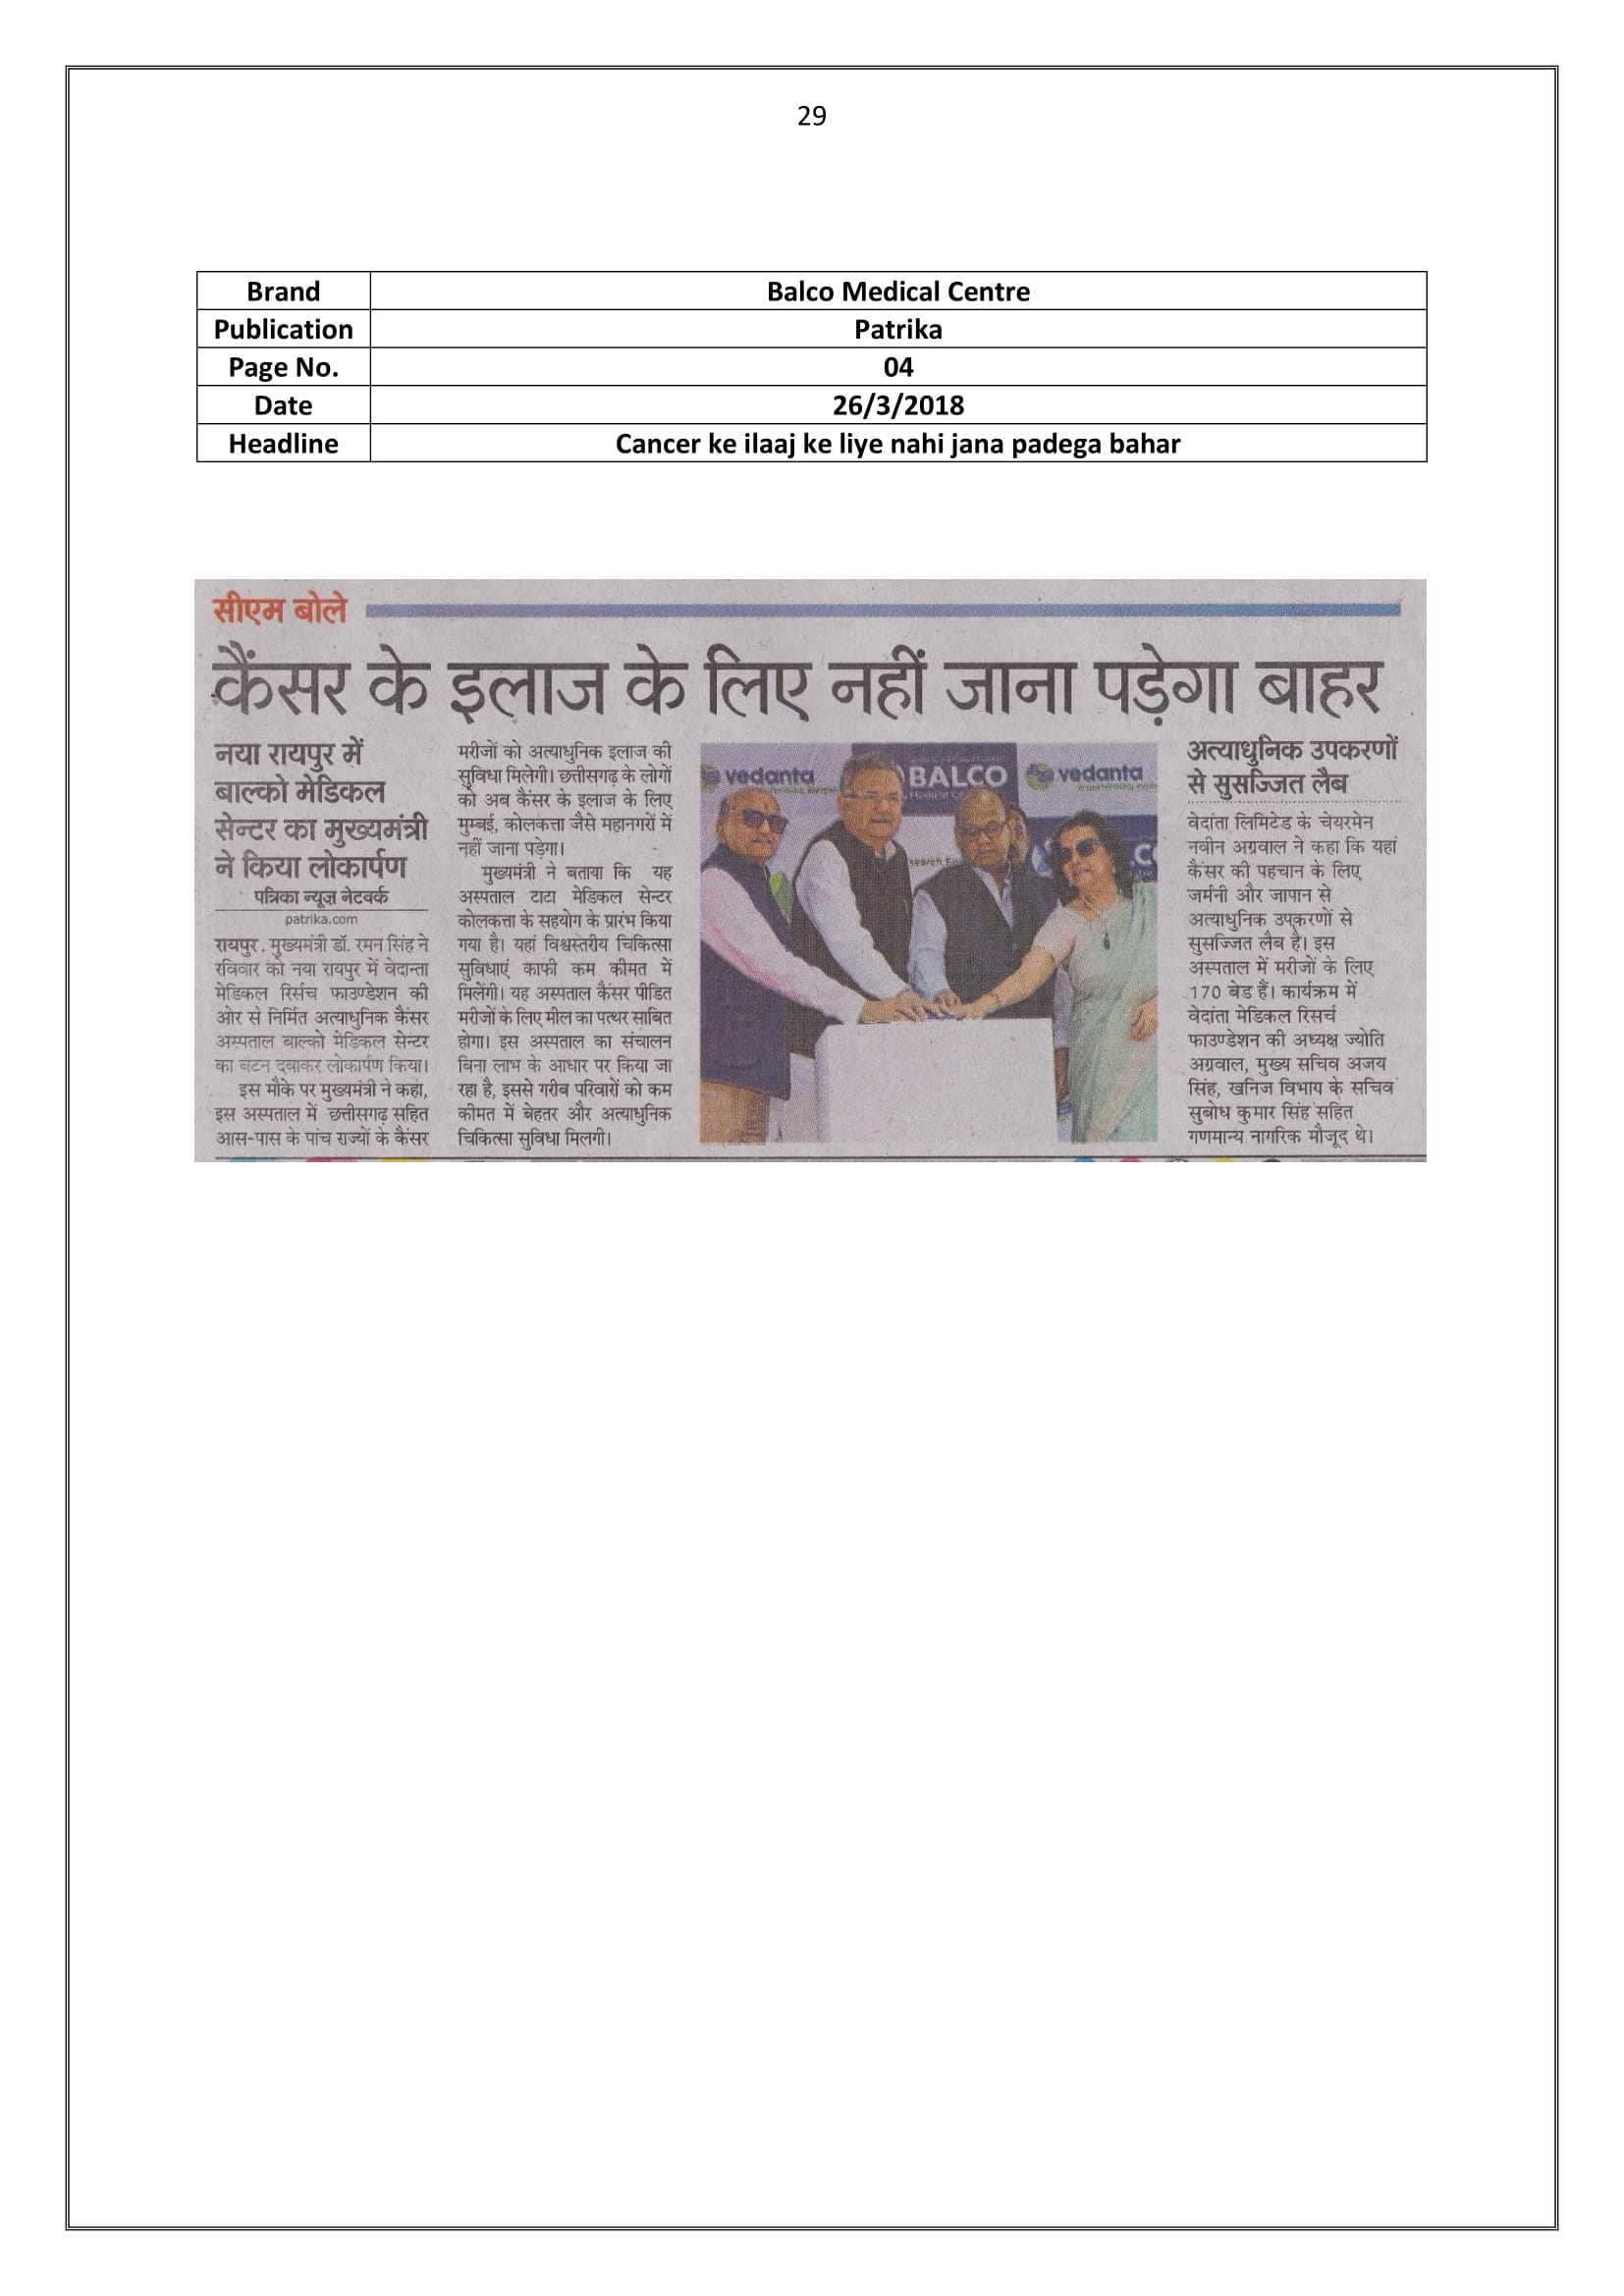 29
Brand Balco Medical Centre
Publication Patrika
Page No. 04
Date 26/3/2018
Headline Cancer ke ilaaj ke liye nahi jana padega bahar
सीएम बोले
कैंसर के इलाज के लिए नहीं जाना पड़ेगा बाहर
नया रायपुर में
बाल्को मेडिकल
सेन्टर का मुख्यमंत्री
ने किया लोकार्पण
पत्रिका न्यूज़ नेटवर्क
patrika.com
रायपुर. मुख्यमंत्री डॉ. रमन सिंह ने
रविवार को नया रायपुर में वेदान्ता
मेडिकल रिर्सच फाउण्डेशन की
ओर से निर्मित अत्याधुनिक कैंसर
अस्पताल बाल्को मेडिकल सेन्टर
का बटन दबाकर लोकार्पण किया।
इस मौके पर मुख्यमंत्री ने कहा,
इस अस्पताल में छत्तीसगढ़ सहित
आस-पास के पांच राज्यों के कैंसर
मरीजों को अत्याधुनिक इलाज की
सुविधा मिलेगी। छत्तीसगढ़ के लोगों
को अब कैंसर के इलाज के लिए
मुम्बई, कोलकत्ता जैसे महानगरों में
नहीं जाना पड़ेगा।
मुख्यमंत्री ने बताया कि यह
अस्पताल टाटा मेडिकल सेन्टर
कोलकत्ता के सहयोग के प्रारंभ किया
गया है। यहां विश्वस्तरीय चिकित्सा
सुविधाएं काफी कम कीमत में
मिलेंगी। यह अस्पताल कैंसर पीडित
मरीजों के लिए मील का पत्थर साबित
होगा। इस अस्पताल का संचालन
बिना लाभ के आधार पर किया जा
रहा है, इससे गरीब परिवारों को कम
कीमत में बेहतर और अत्याधुनिक
चिकित्सा सुविधा मिलगी।
vedanta
BALCO
vedanta
अत्याधुनिक उपकरणों
से सुसज्जित लैब
वेदांता लिमिटेड के चेयरमेन
नवीन अग्रवाल ने कहा कि यहां
कैंसर की पहचान के लिए
जर्मनी और जापान से
अत्याधुनिक उपकरणों से
सुसज्जित लैब है। इस
अस्पताल में मरीजों के लिए
170 बेड हैं। कार्यक्रम में
वेदांता मेडिकल रिसर्च
फाउण्डेशन की अध्यक्ष ज्योति
अग्रवाल, मुख्य सचिव अजय
सिंह, खनिज विभाग के सचिव
सुबोध कुमार सिंह सहित
गणमान्य नागरिक मौजूद थे।